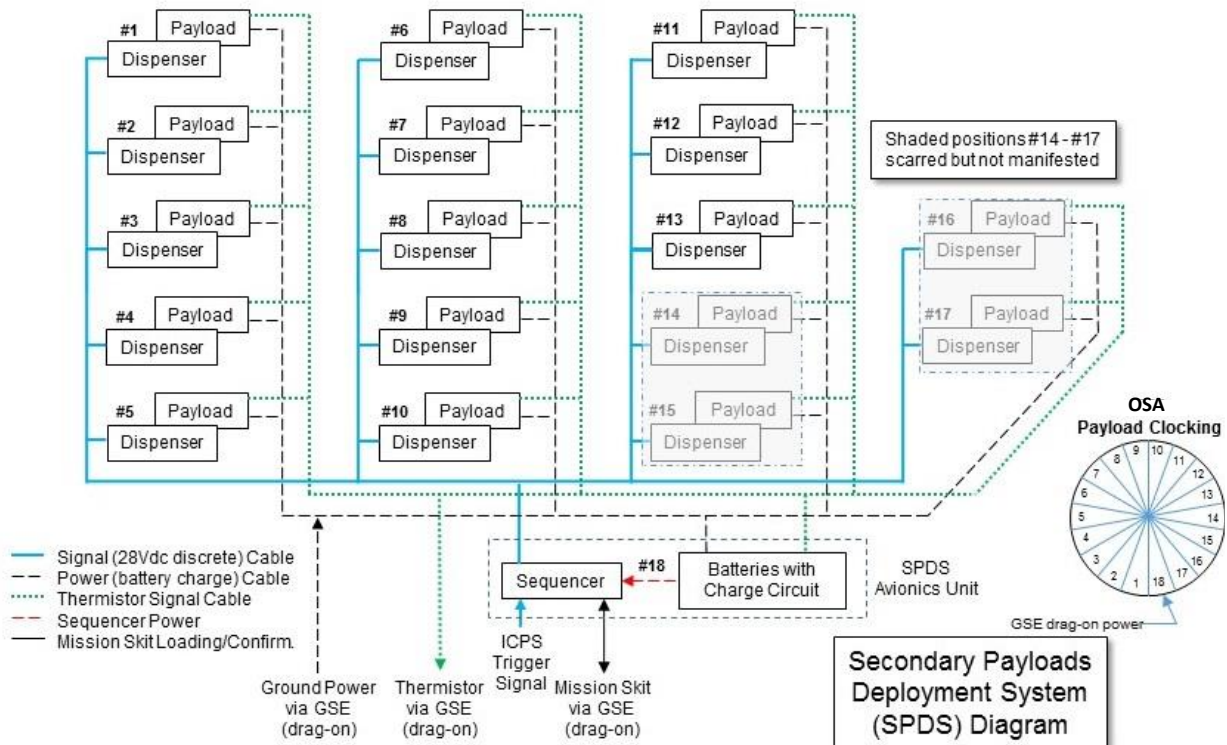 #1
Payload
Dispenser
#2
Payload
Dispenser
#3
Payload
Dispenser
#4
Payload
Dispenser
#5
Payload
Dispenser
#6
Payload
Dispenser
#7
Payload
Dispenser
#8
Payload
Dispenser
#9
Payload
Dispenser
#10
Payload
Dispenser
#11
Payload
Dispenser
#12
Payload
Dispenser
#13
Payload
Dispenser
#14
Payload
Dispenser
#15
Payload
Dispenser
Shaded positions #14 - #17
scarred but not manifested
#16
Payload
Dispenser
#17
Payload
Dispenser
OSA
Payload Clocking
1
2
3
4
5
6
7
8
9
10
11
12
13
14
15
16
17
18
GSE drag-on power
Signal (28Vdc discrete) Cable
Power (battery charge) Cable
Thermistor Signal Cable
Sequencer Power
Mission Skit Loading/Confirm.
Sequencer
#18
Batteries with
Charge Circuit
SPDS
Avionics Unit
Ground Power
via GSE
(drag-on)
Thermistor
via GSE
(drag-on)
ICPS
Trigger
Signal
Mission Skit
via GSE
(drag-on)
Secondary Payloads
Deployment System
(SPDS) Diagram